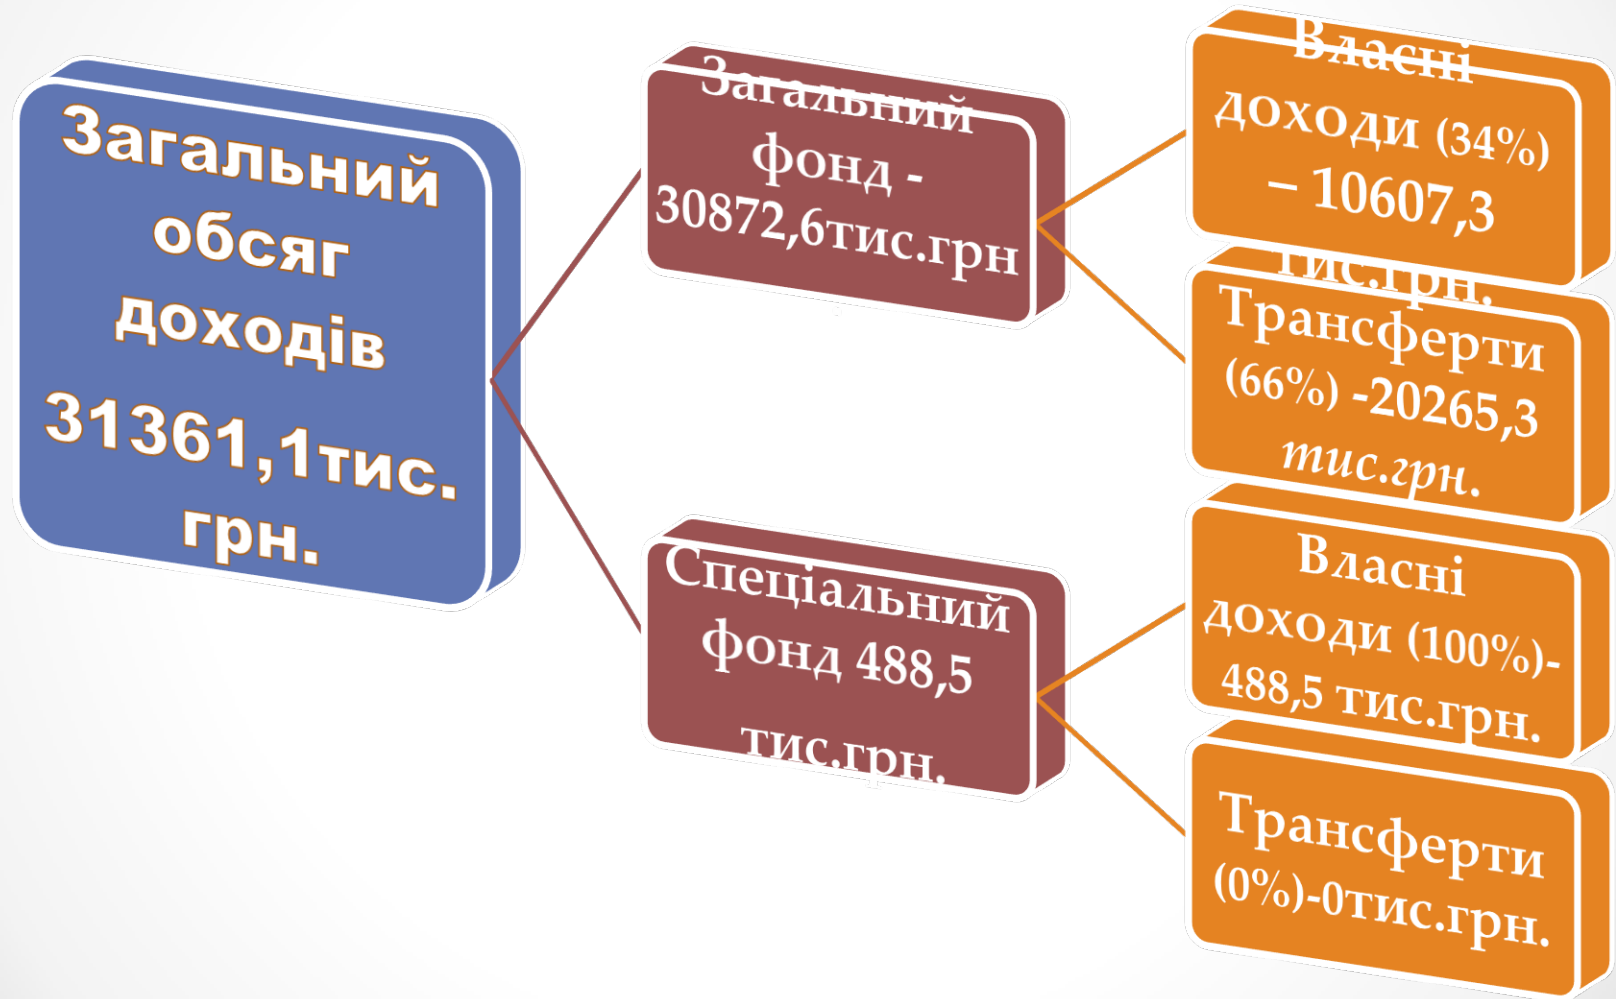 Загальний
обсяг
доходів
31361,1тис.
грн.
Загальний
фонд -
30872,6тис.грн
Спеціальний
фонд 488,5
тис.грн.
Власні
доходи (34%)
– 10607,3
тис.грн.
Трансферти
(66%) -20265,3
тис.грн.
Власні
доходи (100%)-
488,5 тис.грн.
Трансферти
(0%)-0тис.грн.